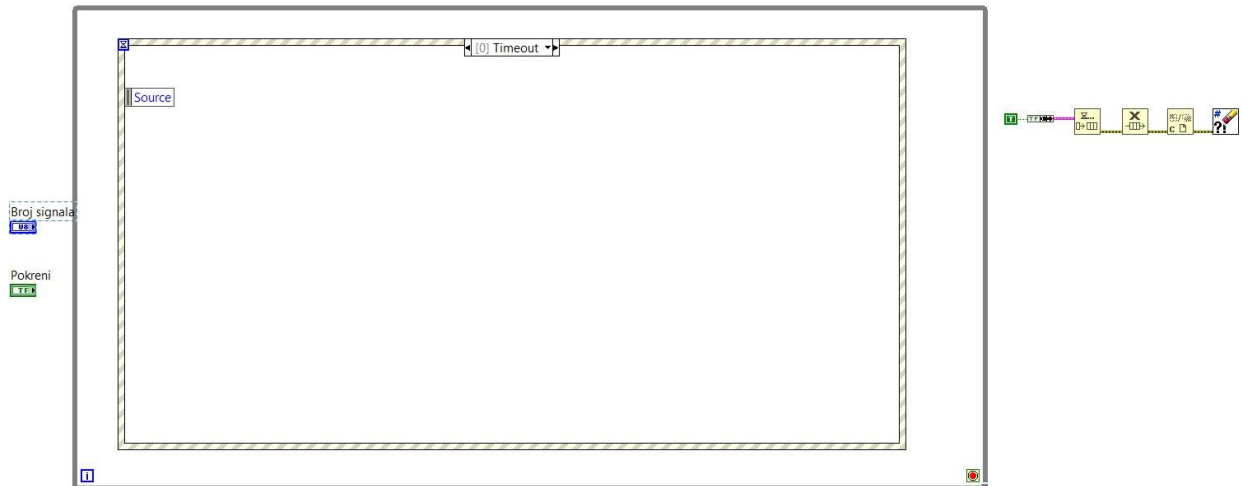 [0] Timeout
Source
Broj signala
U8
Pokreni
TF
i
T
TF
C
#
?!